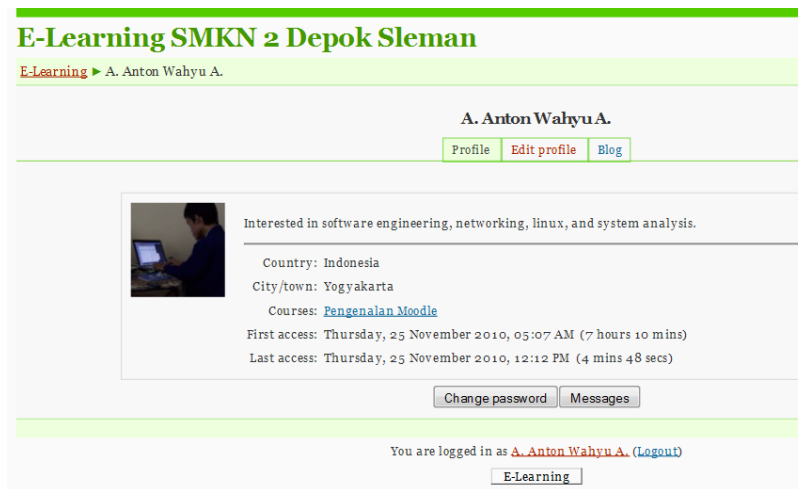 E-Learning SMKN 2 Depok Sleman
E-Learning ► A. Anton Wahyu A.
A. Anton Wahyu A.
Profile Edit profile Blog
Interested in software engineering, networking, linux, and system analysis.
Country: Indonesia
City/town: Yogyakarta
Courses: Pengenalan Moodle
First access: Thursday, 25 November 2010, 05:07 AM (7 hours 10 mins)
Last access: Thursday, 25 November 2010, 12:12 PM (4 mins 48 secs)
Change password Messages
You are logged in as A. Anton Wahyu A. (Logout)
E-Learning